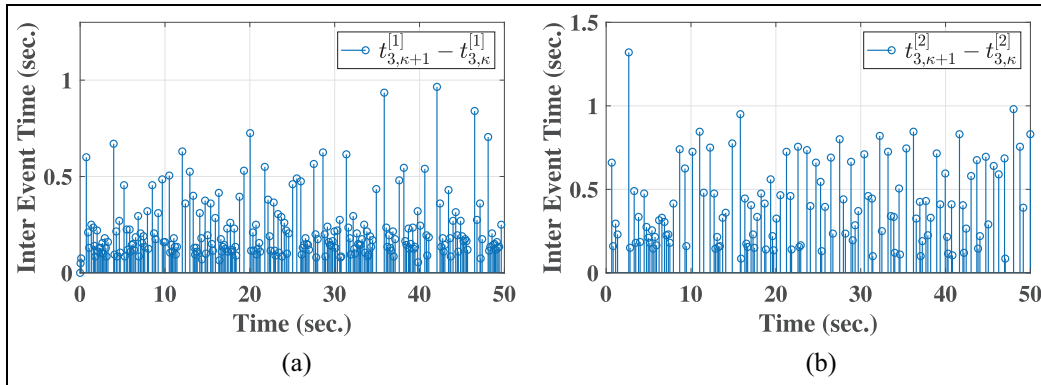 t^{[1]}_{3,κ+1} − t^{[1]}_{3,κ}
1
0.5
0
0 10 20 30 40 50
Inter Event Time (sec.)
Time (sec.)
(a)
t^{[2]}_{3,κ+1} − t^{[2]}_{3,κ}
1.5
1
0.5
0
0 10 20 30 40 50
Inter Event Time (sec.)
Time (sec.)
(b)